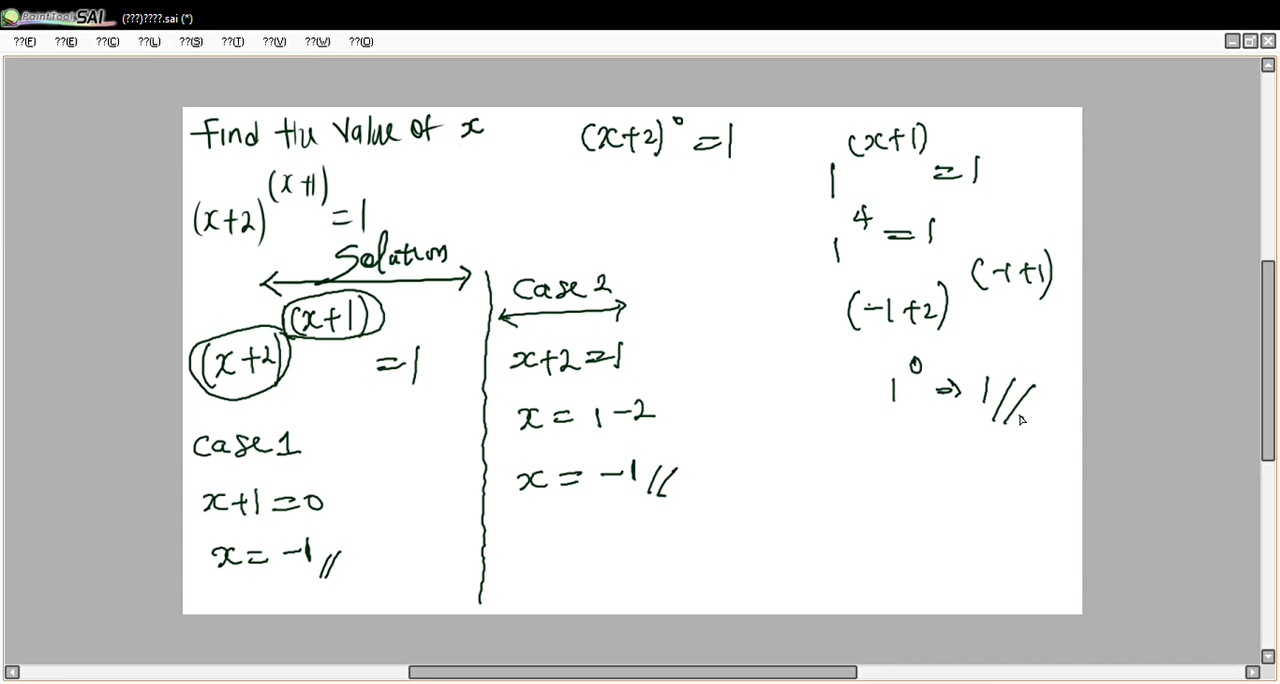 PaintTool SAI (???)????.sai (*)
??(F) ??(E) ??(C) ??(L) ??(S) ??(T) ??(V) ??(W) ??(O)
Find the Value of x
(x+2)^(x+1) = 1
Solution
(x+2)^(x+1) = 1
Case 1
x+1 = 0
x = -1 //
Case 2
x+2 = 1
x = 1 -2
x = -1 //
(x+2)^0 = 1
1^(x+1) = 1
1^4 = 1
(-1+2)^(-1+1)
1^0 ⇒ 1 //